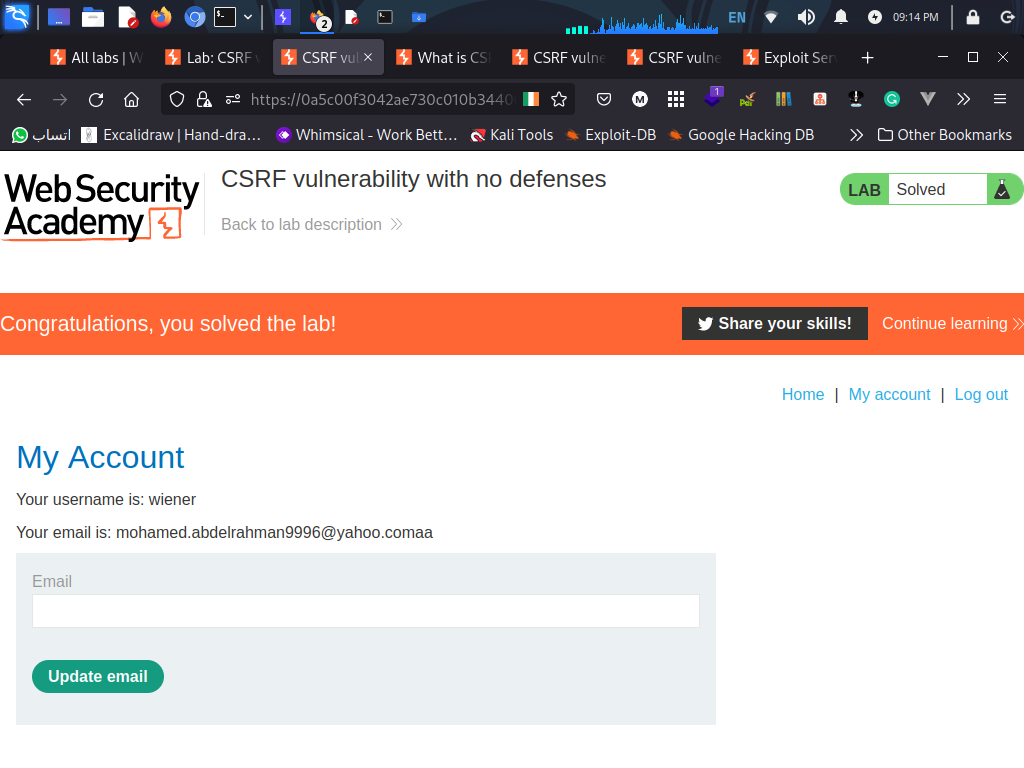 EN
09:14 PM
2
All labs | W
Lab: CSRF v
CSRF vul
What is CS
CSRF vulne
CSRF vulne
Exploit Serv
https://0a5c00f3042ae730c010b3440
M
1
واتساب
Excalidraw | Hand-dra…
Whimsical - Work Bett…
Kali Tools
Exploit-DB
Google Hacking DB
Other Bookmarks
Web Security
Academy
CSRF vulnerability with no defenses
Back to lab description
LAB
Solved
Congratulations, you solved the lab!
Share your skills!
Continue learning
Home | My account | Log out
My Account
Your username is: wiener
Your email is: mohamed.abdelrahman9996@yahoo.comaa
Email
Update email